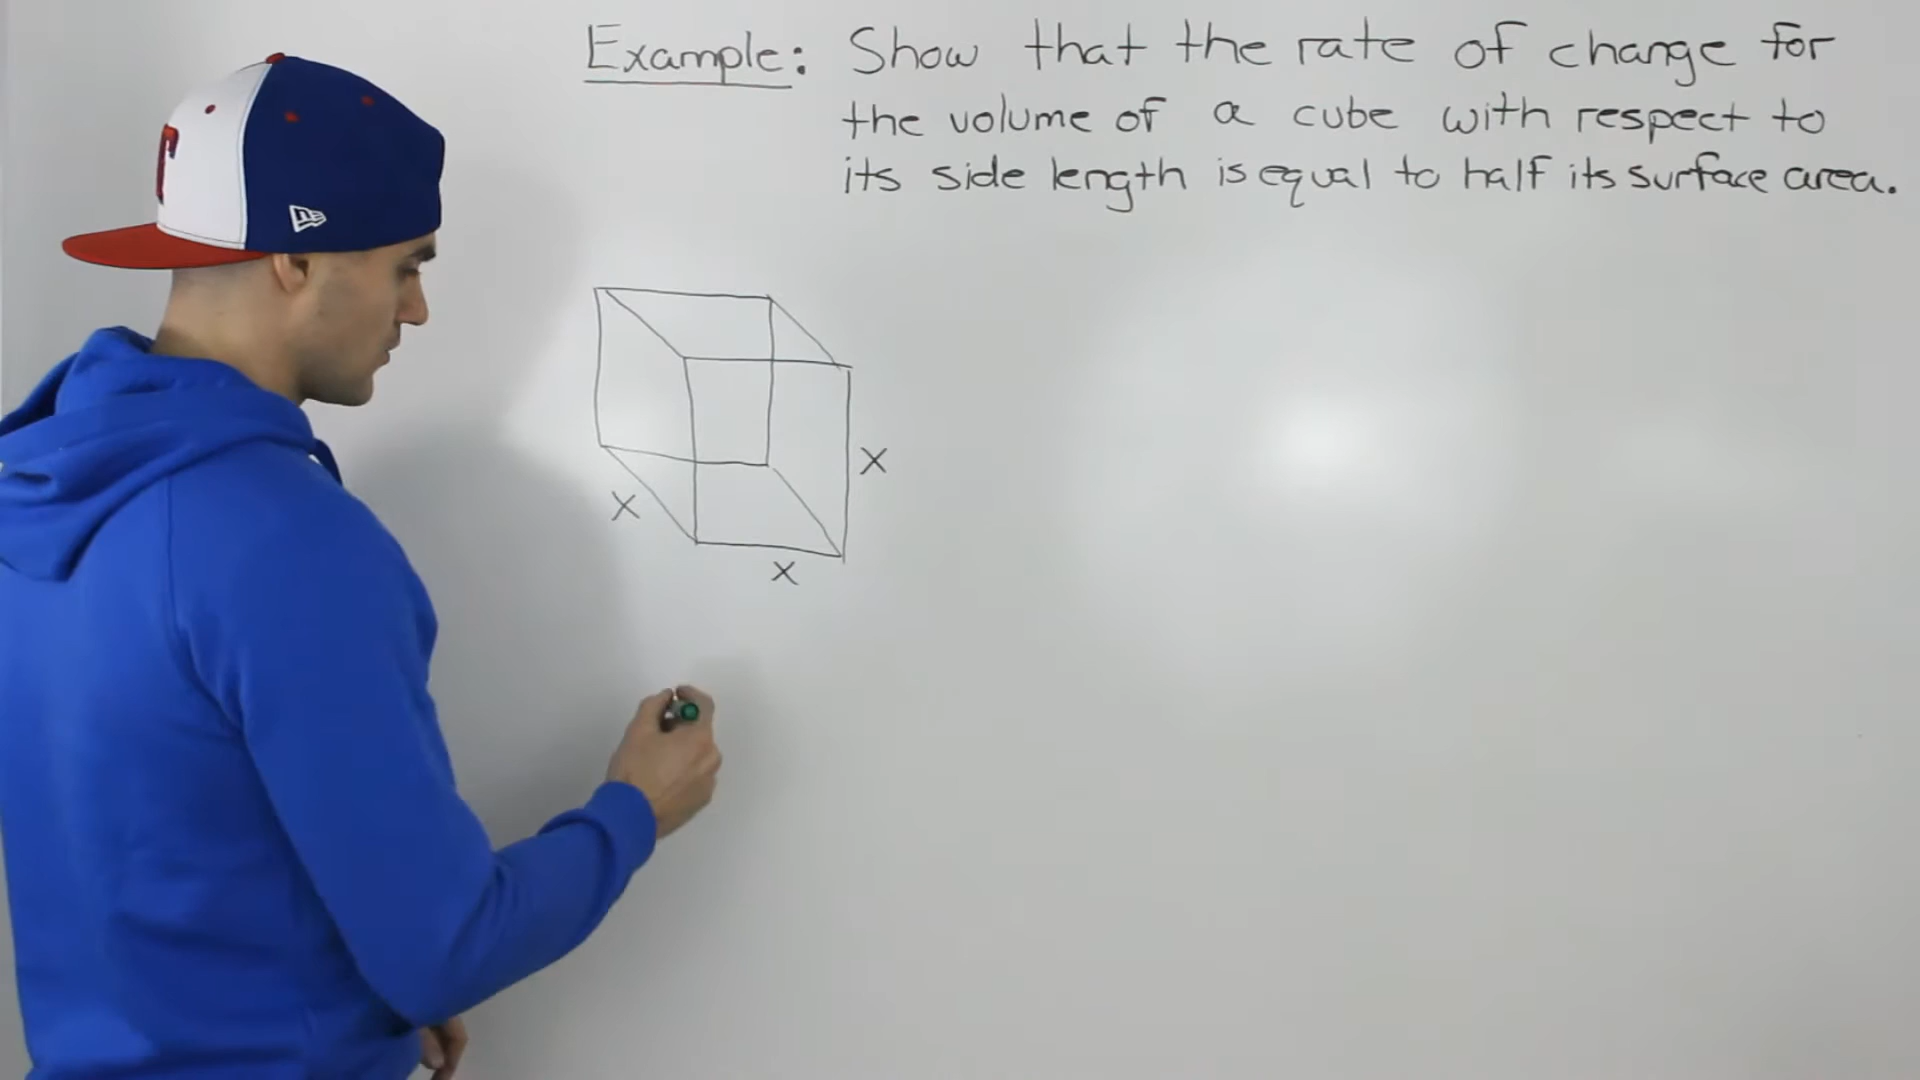 Example: Show that the rate of change for
the volume of a cube with respect to
its side length is equal to half its surface area.
x
x
x